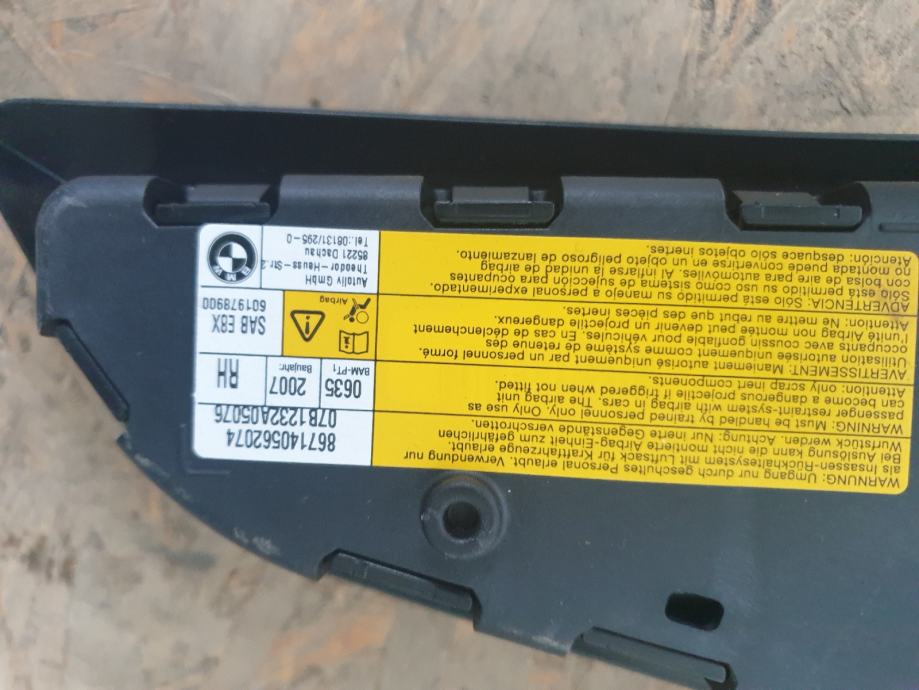 8671140562074
07B1232A05076
0635
BAM-PT1
2007
Baujahr:
RH
SAB E8X
601978900
Airbag
BMW
Autoliv GmbH
Theodor-Heuss-Str.2
85221 Dachau
Tel.:08131/295-0
WARNUNG: Umgang nur durch geschultes Personal erlaubt. Verwendung nur
als Insassen-Rückhaltesystem mit Luftsack für Kraftfahrzeuge erlaubt.
Bei Auslösung kann die nicht montierte Airbag-Einheit zum gefährlichen
Wurfstück werden. Achtung: Nur inerte Gegenstände verschrotten.
WARNING: Must be handled by trained personnel only. Only use as
passenger restraint-system with airbag in cars. The airbag unit
can become a dangerous projectile if triggered when not fitted.
Attention: only scrap inert components.
AVERTISSEMENT: Maniement autorisé uniquement par un personnel formé.
Utilisation autorisée uniquement comme système de retenue des
occupants avec coussin gonflable pour véhicules. En cas de déclenchement
l'unité Airbag non montée peut devenir un projectile dangereux.
Attention: Ne mettre au rebut que des pièces inertes.
ADVERTENCIA: Sólo está permitido su manejo a personal experimentado.
Sólo está permitido su uso como sistema de sujeción para ocupantes
con bolsa de aire para automóviles. Al inflarse la unidad de airbag
no montada puede convertirse en un objeto peligroso de lanzamiento.
Atención: desguace sólo objetos inertes.